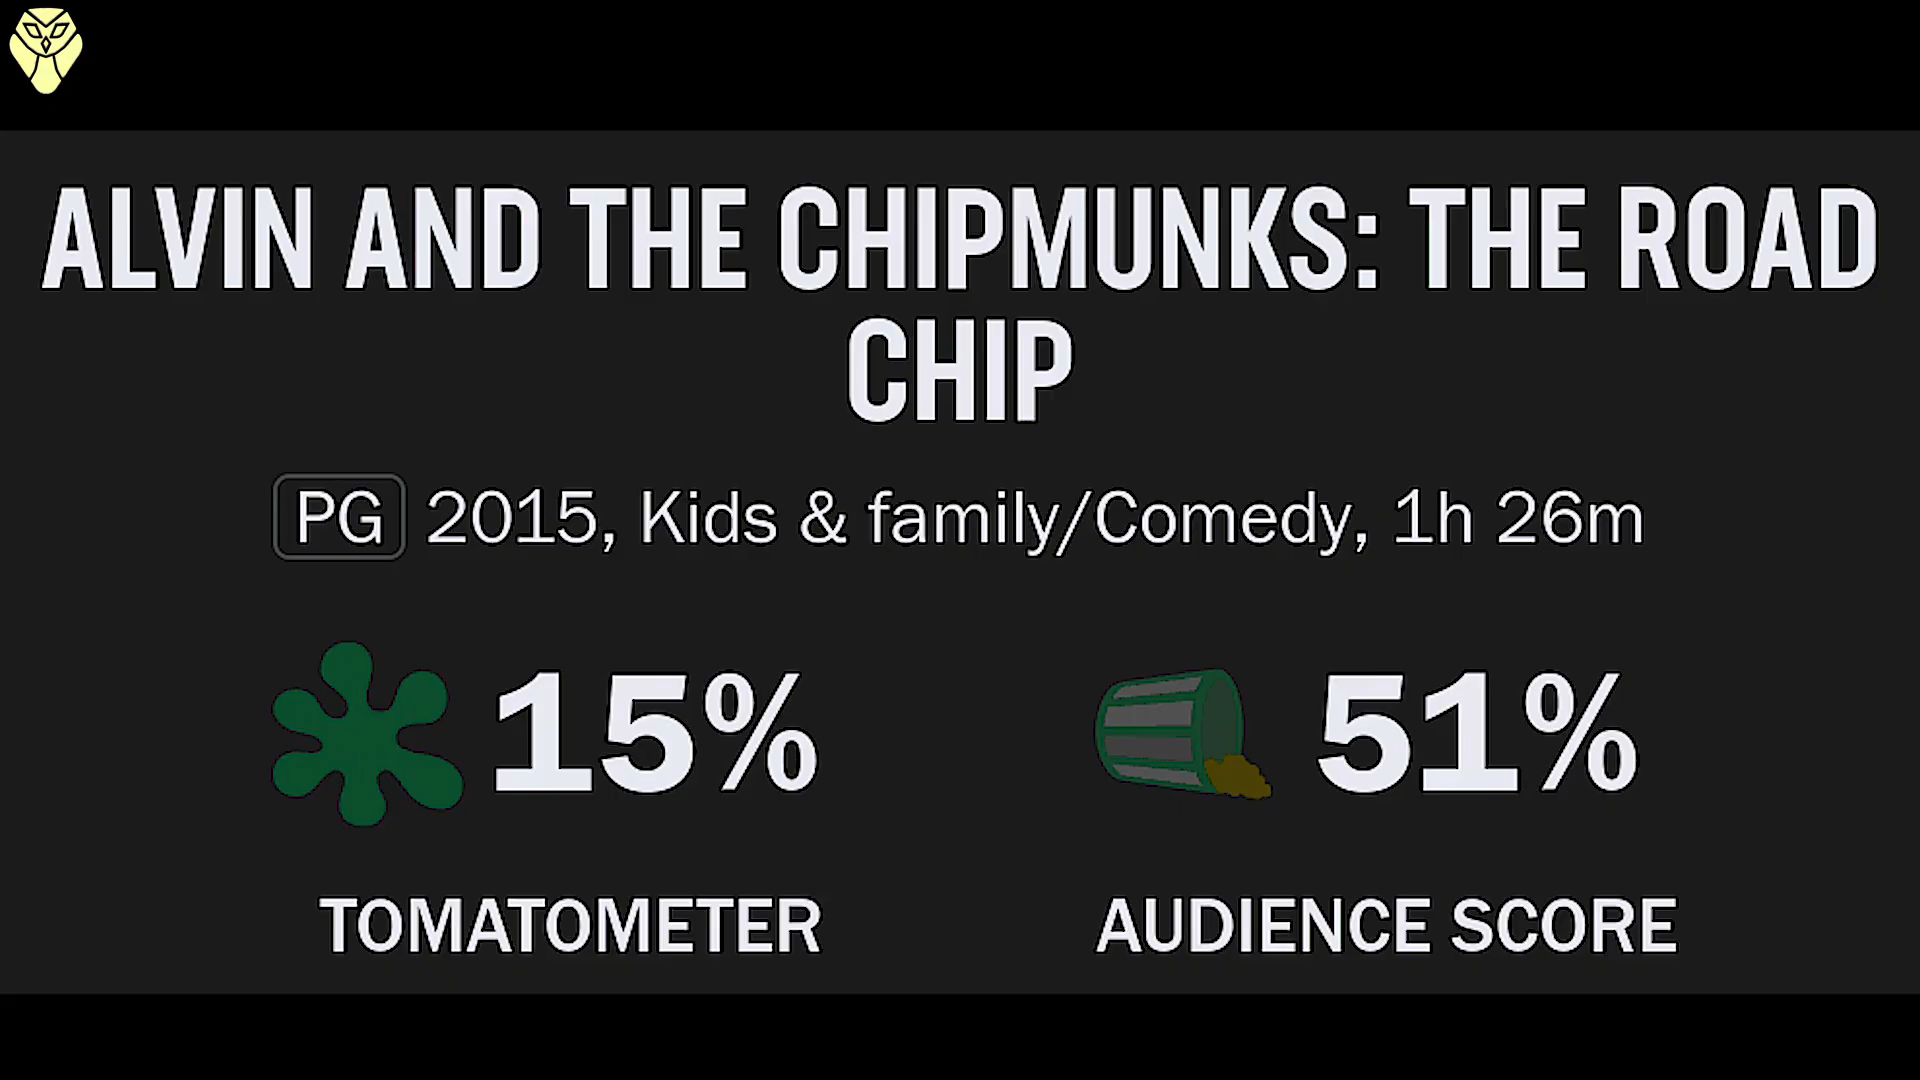 ALVIN AND THE CHIPMUNKS: THE ROAD
CHIP
PG 2015, Kids & family/Comedy, 1h 26m
15% 51%
TOMATOMETER AUDIENCE SCORE